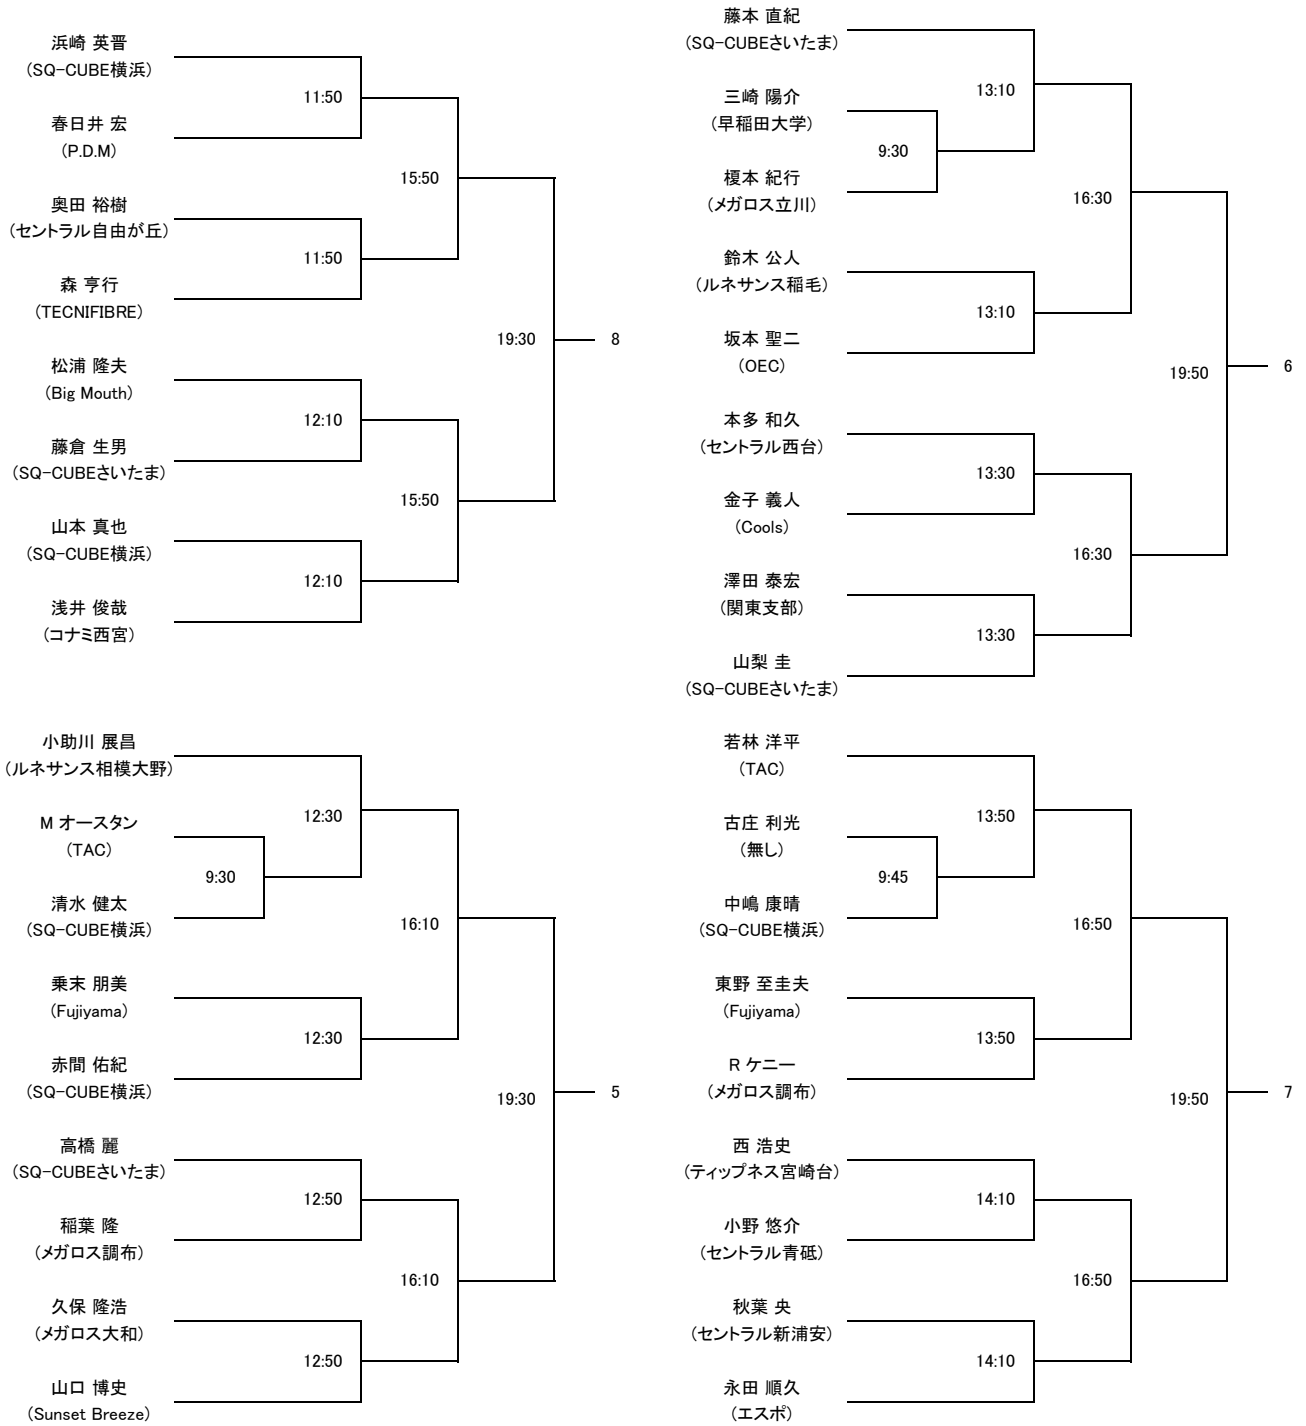 浜崎 英晋
(SQ-CUBE横浜)
11:50
春日井 宏
(P.D.M)
15:50
奥田 裕樹
(セントラル自由が丘)
11:50
森 亨行
(TECNIFIBRE)
19:30
8
松浦 隆夫
(Big Mouth)
12:10
藤倉 生男
(SQ-CUBEさいたま)
15:50
山本 真也
(SQ-CUBE横浜)
12:10
浅井 俊哉
(コナミ西宮)
藤本 直紀
(SQ-CUBEさいたま)
13:10
三崎 陽介
(早稲田大学)
9:30
榎本 紀行
(メガロス立川)
16:30
鈴木 公人
(ルネサンス稲毛)
13:10
坂本 聖二
(OEC)
19:50
6
本多 和久
(セントラル西台)
13:30
金子 義人
(Cools)
16:30
澤田 泰宏
(関東支部)
13:30
山梨 圭
(SQ-CUBEさいたま)
小助川 展昌
(ルネサンス相模大野)
12:30
M オースタン
(TAC)
9:30
清水 健太
(SQ-CUBE横浜)
16:10
乗末 朋美
(Fujiyama)
12:30
赤間 佑紀
(SQ-CUBE横浜)
19:30
5
高橋 麗
(SQ-CUBEさいたま)
12:50
稲葉 隆
(メガロス調布)
16:10
久保 隆浩
(メガロス大和)
12:50
山口 博史
(Sunset Breeze)
若林 洋平
(TAC)
13:50
古庄 利光
(無し)
9:45
中嶋 康晴
(SQ-CUBE横浜)
16:50
東野 至圭夫
(Fujiyama)
13:50
R ケニー
(メガロス調布)
19:50
7
西 浩史
(ティップネス宮崎台)
14:10
小野 悠介
(セントラル青砥)
16:50
秋葉 央
(セントラル新浦安)
14:10
永田 順久
(エスポ)